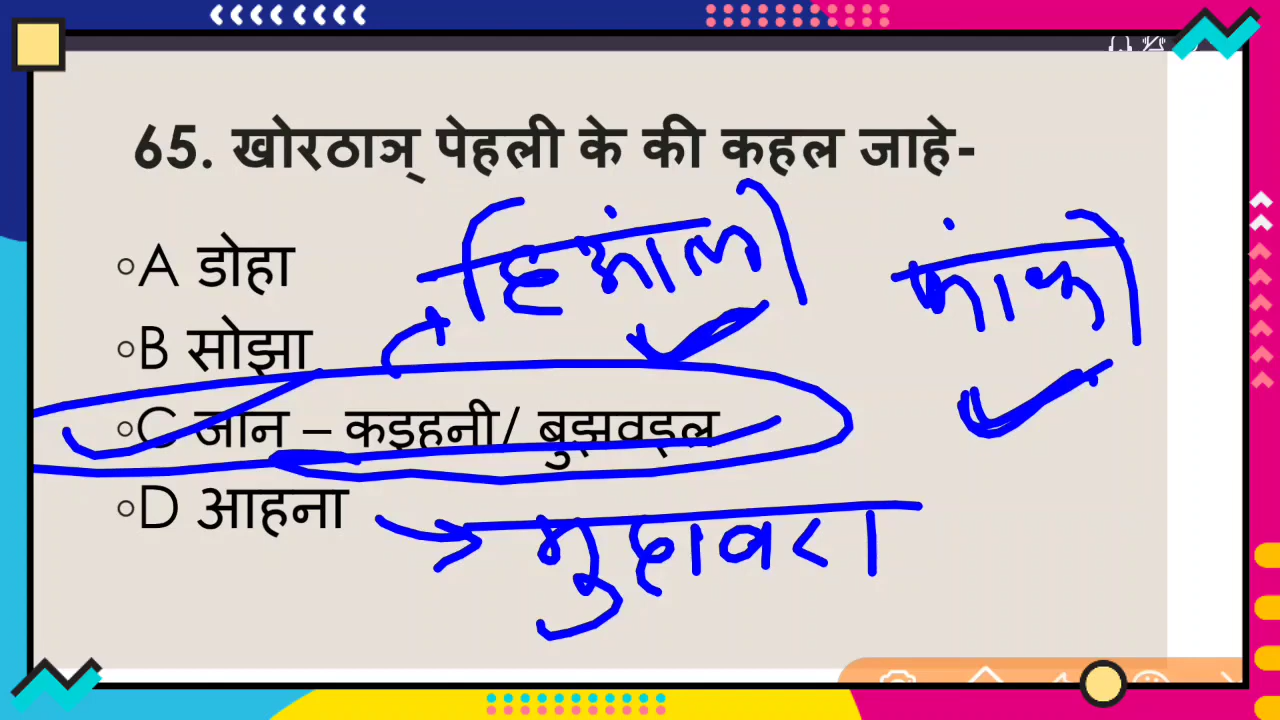 65. खोरठाञ् पेहली के की कहल जाहे-
A डोहा
B सोझा
C जान – कइहनी/ बुझवइल
D आहना
मुहावरा